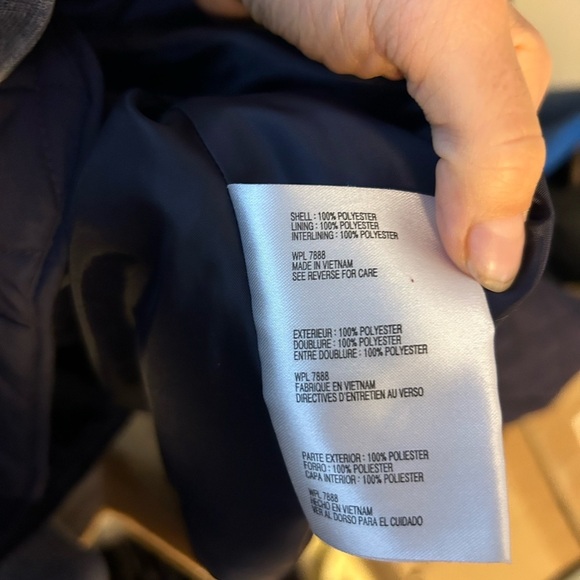 SHELL : 100% POLYESTER
LINING : 100% POLYESTER
INTERLINING : 100% POLYESTER
WPL 7888
MADE IN VIETNAM
SEE REVERSE FOR CARE
EXTERIEUR : 100% POLYESTER
DOUBLURE : 100% POLYESTER
ENTRE DOUBLURE : 100% POLYESTER
WPL 7888
FABRIQUE EN VIETNAM
DIRECTIVES D'ENTRETIEN AU VERSO
PARTE EXTERIOR : 100% POLIESTER
FORRO : 100% POLIESTER
CAPA INTERIOR : 100% POLIESTER
WPL 7888
HECHO EN VIETNAM
VER AL DORSO PARA EL CUIDADO